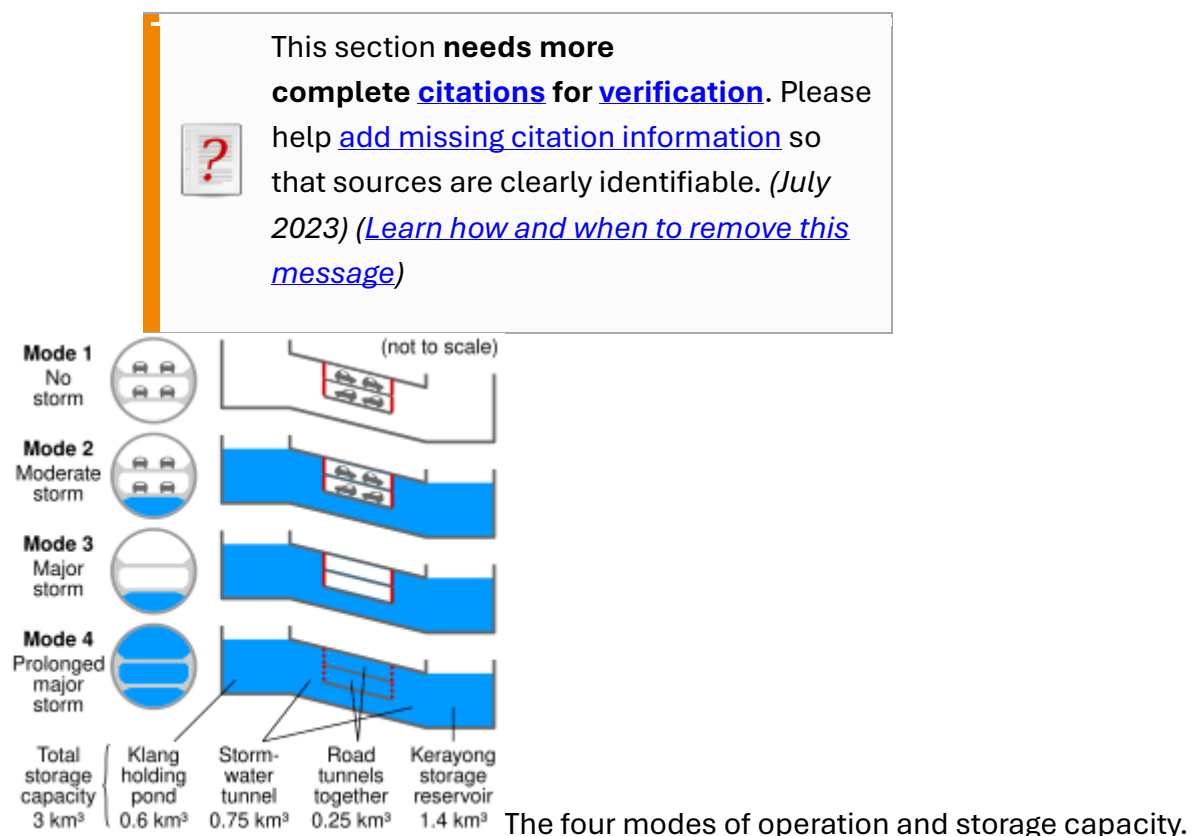 This section needs more
complete citations for verification. Please
help add missing citation information so
that sources are clearly identifiable. (July
2023) (Learn how and when to remove this
message)
(not to scale)
Mode 1
No
storm
Mode 2
Moderate
storm
Mode 3
Major
storm
Mode 4
Prolonged
major
storm
Total
storage
capacity
3 km³
Klang
holding
pond
0.6 km³
Storm-
water
tunnel
0.75 km³
Road
tunnels
together
0.25 km³
Kerayong
storage
reservoir
1.4 km³
The four modes of operation and storage capacity.